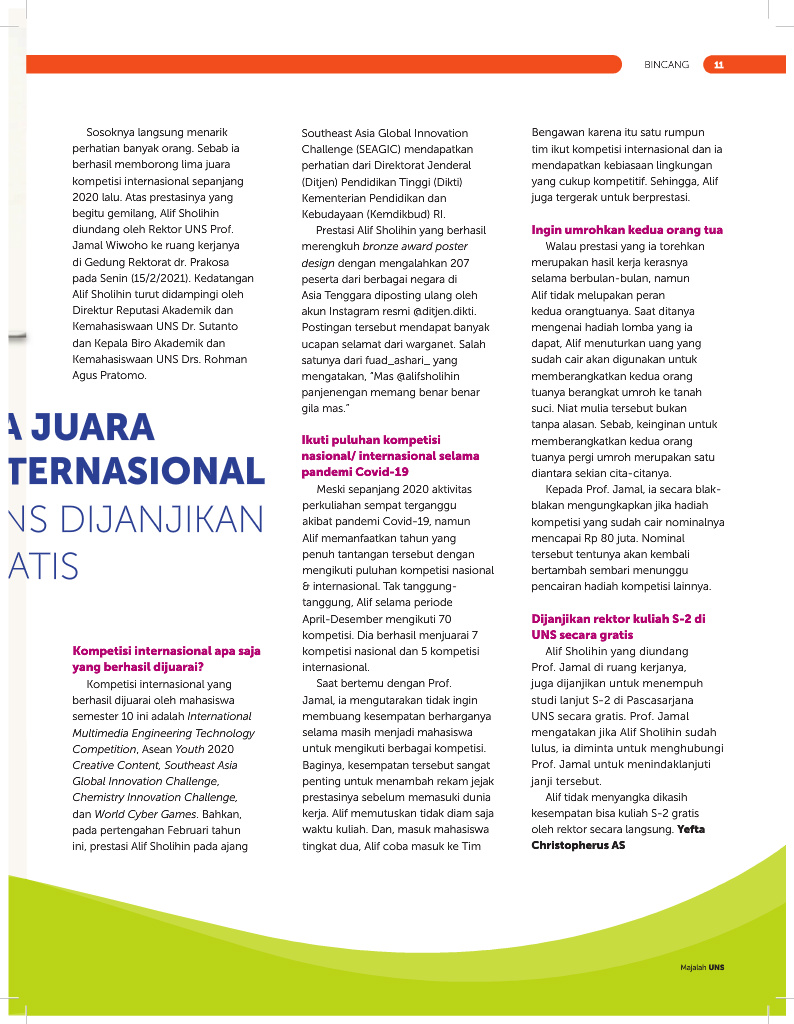 BINCANG 11
Sosoknya langsung menarik
perhatian banyak orang. Sebab ia
berhasil memborong lima juara
kompetisi internasional sepanjang
2020 lalu. Atas prestasinya yang
begitu gemilang, Alif Sholihin
diundang oleh Rektor UNS Prof.
Jamal Wiwoho ke ruang kerjanya
di Gedung Rektorat dr. Prakosa
pada Senin (15/2/2021). Kedatangan
Alif Sholihin turut didampingi oleh
Direktur Reputasi Akademik dan
Kemahasiswaan UNS Dr. Sutanto
dan Kepala Biro Akademik dan
Kemahasiswaan UNS Drs. Rohman
Agus Pratomo.
A JUARA
TERNASIONAL
NS DIJANJIKAN
ATIS
Kompetisi internasional apa saja
yang berhasil dijuarai?
Kompetisi internasional yang
berhasil dijuarai oleh mahasiswa
semester 10 ini adalah International
Multimedia Engineering Technology
Competition, Asean Youth 2020
Creative Content, Southeast Asia
Global Innovation Challenge,
Chemistry Innovation Challenge,
dan World Cyber Games. Bahkan,
pada pertengahan Februari tahun
ini, prestasi Alif Sholihin pada ajang
Southeast Asia Global Innovation
Challenge (SEAGIC) mendapatkan
perhatian dari Direktorat Jenderal
(Ditjen) Pendidikan Tinggi (Dikti)
Kementerian Pendidikan dan
Kebudayaan (Kemdikbud) RI.
Prestasi Alif Sholihin yang berhasil
merengkuh bronze award poster
design dengan mengalahkan 207
peserta dari berbagai negara di
Asia Tenggara diposting ulang oleh
akun Instagram resmi @ditjen.dikti.
Postingan tersebut mendapat banyak
ucapan selamat dari warganet. Salah
satunya dari fuad_ashari_ yang
mengatakan, “Mas @alifsholihin
panjenengan memang benar benar
gila mas.”
Ikuti puluhan kompetisi
nasional/ internasional selama
pandemi Covid-19
Meski sepanjang 2020 aktivitas
perkuliahan sempat terganggu
akibat pandemi Covid-19, namun
Alif memanfaatkan tahun yang
penuh tantangan tersebut dengan
mengikuti puluhan kompetisi nasional
& internasional. Tak tanggung-
tanggung, Alif selama periode
April-Desember mengikuti 70
kompetisi. Dia berhasil menjuarai 7
kompetisi nasional dan 5 kompetisi
internasional.
Saat bertemu dengan Prof.
Jamal, ia mengutarakan tidak ingin
membuang kesempatan berharganya
selama masih menjadi mahasiswa
untuk mengikuti berbagai kompetisi.
Baginya, kesempatan tersebut sangat
penting untuk menambah rekam jejak
prestasinya sebelum memasuki dunia
kerja. Alif memutuskan tidak diam saja
waktu kuliah. Dan, masuk mahasiswa
tingkat dua, Alif coba masuk ke Tim
Bengawan karena itu satu rumpun
tim ikut kompetisi internasional dan ia
mendapatkan kebiasaan lingkungan
yang cukup kompetitif. Sehingga, Alif
juga tergerak untuk berprestasi.
Ingin umrohkan kedua orang tua
Walau prestasi yang ia torehkan
merupakan hasil kerja kerasnya
selama berbulan-bulan, namun
Alif tidak melupakan peran
kedua orangtuanya. Saat ditanya
mengenai hadiah lomba yang ia
dapat, Alif menuturkan uang yang
sudah cair akan digunakan untuk
memberangkatkan kedua orang
tuanya berangkat umroh ke tanah
suci. Niat mulia tersebut bukan
tanpa alasan. Sebab, keinginan untuk
memberangkatkan kedua orang
tuanya pergi umroh merupakan satu
diantara sekian cita-citanya.
Kepada Prof. Jamal, ia secara blak-
blakan mengungkapkan jika hadiah
kompetisi yang sudah cair nominalnya
mencapai Rp 80 juta. Nominal
tersebut tentunya akan kembali
bertambah sembari menunggu
pencairan hadiah kompetisi lainnya.
Dijanjikan rektor kuliah S-2 di
UNS secara gratis
Alif Sholihin yang diundang
Prof. Jamal di ruang kerjanya,
juga dijanjikan untuk menempuh
studi lanjut S-2 di Pascasarjana
UNS secara gratis. Prof. Jamal
mengatakan jika Alif Sholihin sudah
lulus, ia diminta untuk menghubungi
Prof. Jamal untuk menindaklanjuti
janji tersebut.
Alif tidak menyangka dikasih
kesempatan bisa kuliah S-2 gratis
oleh rektor secara langsung. Yefta
Christopherus AS
Majalah UNS